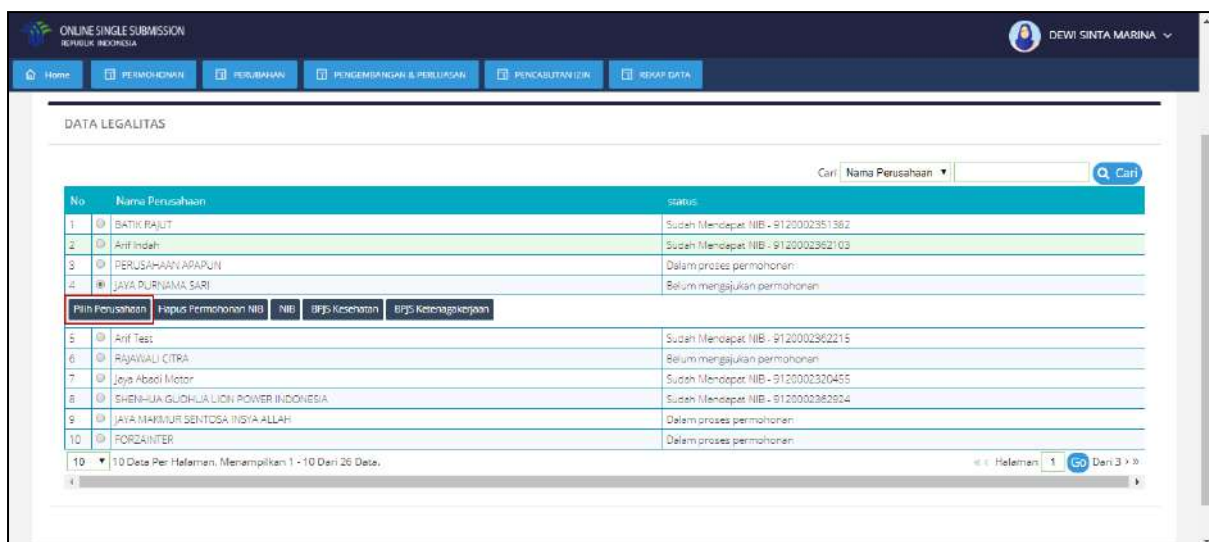 ONLINE SINGLE SUBMISSION
REPUBLIK INDONESIA
DEWI SINTA MARINA
Home PERMOHONAN PERUBAHAN PENGEMBANGAN & PERLUASAN PENCABUTAN IZIN REKAP DATA
DATA LEGALITAS
Cari Nama Perusahaan Cari
No Nama Perusahaan status
1 BATIK RAJUT Sudah Mendapat NIB - 9120002351382
2 Arif Indah Sudah Mendapat NIB - 9120002362103
3 PERUSAHAAN APAPUN Dalam proses permohonan
4 JAYA PURNAMA SARI Belum mengajukan permohonan
Pilih Perusahaan Hapus Permohonan NIB NIB BPJS Kesehatan BPJS Ketenagakerjaan
5 Arif Test Sudah Mendapat NIB - 9120002362215
6 RAJAWALI CITRA Belum mengajukan permohonan
7 Jaya Abadi Motor Sudah Mendapat NIB - 9120002320455
8 SHENHUA GUOHUA LION POWER INDONESIA Sudah Mendapat NIB - 9120002362924
9 JAYA MAKMUR SENTOSA INSYA ALLAH Dalam proses permohonan
10 FORZAINTER Dalam proses permohonan
10 10 Data Per Halaman, Menampilkan 1 - 10 Dari 26 Data. « ‹ Halaman 1 Go Dari 3 › »